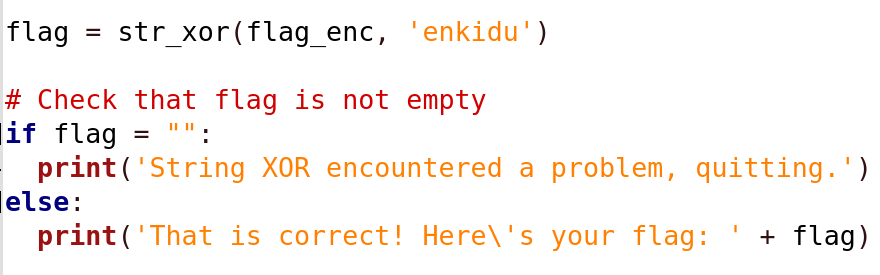 flag = str_xor(flag_enc, 'enkidu')
# Check that flag is not empty
if flag = "":
  print('String XOR encountered a problem, quitting.')
else:
  print('That is correct! Here\'s your flag: ' + flag)